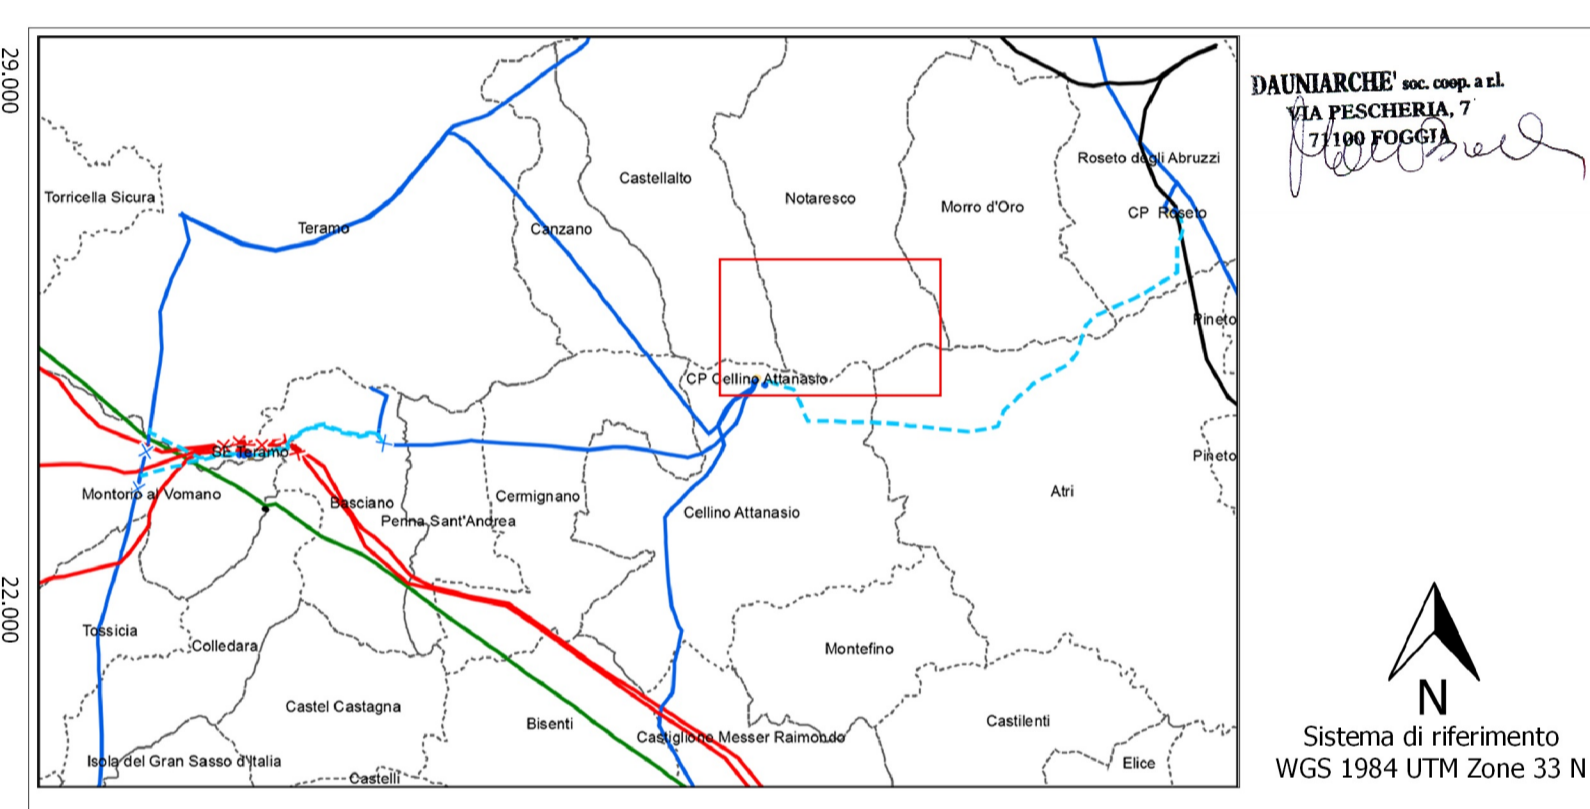 29.000
22.000
DAUNIARCHE' soc. coop. a r.l.
VIA PESCHERIA, 7
71100 FOGGIA
Roseto degli Abruzzi
Castellalto
Torricella Sicura
Notaresco
Morro d'Oro
CP Roseto
Teramo
Canzano
Pineto
CP Cellino Attanasio
SE Teramo
Pineto
Montorio al Vomano
Basciano
Cermignano
Atri
Penna Sant'Andrea
Cellino Attanasio
Tossicia
Colledara
Montefino
Castel Castagna
Bisenti
Castilenti
Castiglione Messer Raimondo
Isola del Gran Sasso d'Italia
Elice
Castelli
N
Sistema di riferimento
WGS 1984 UTM Zone 33 N